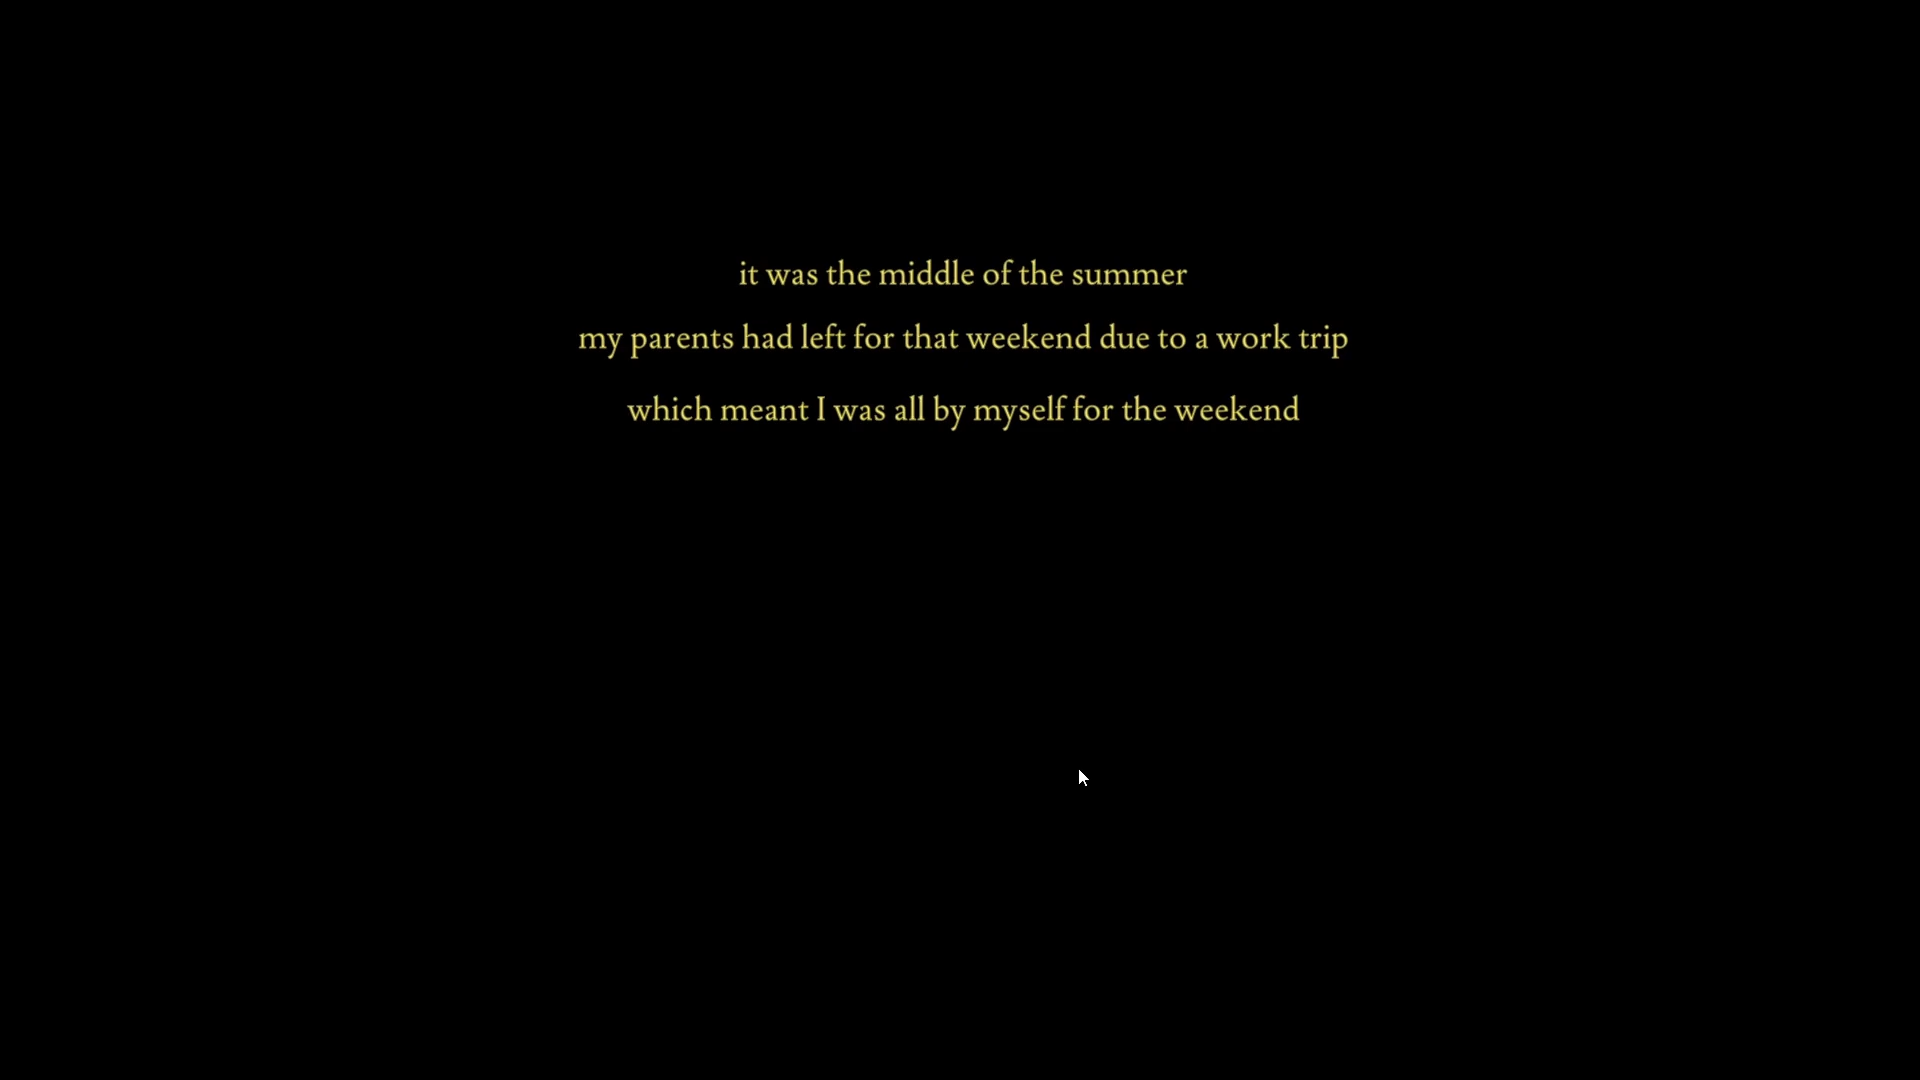 it was the middle of the summer
my parents had left for that weekend due to a work trip
which meant I was all by myself for the weekend